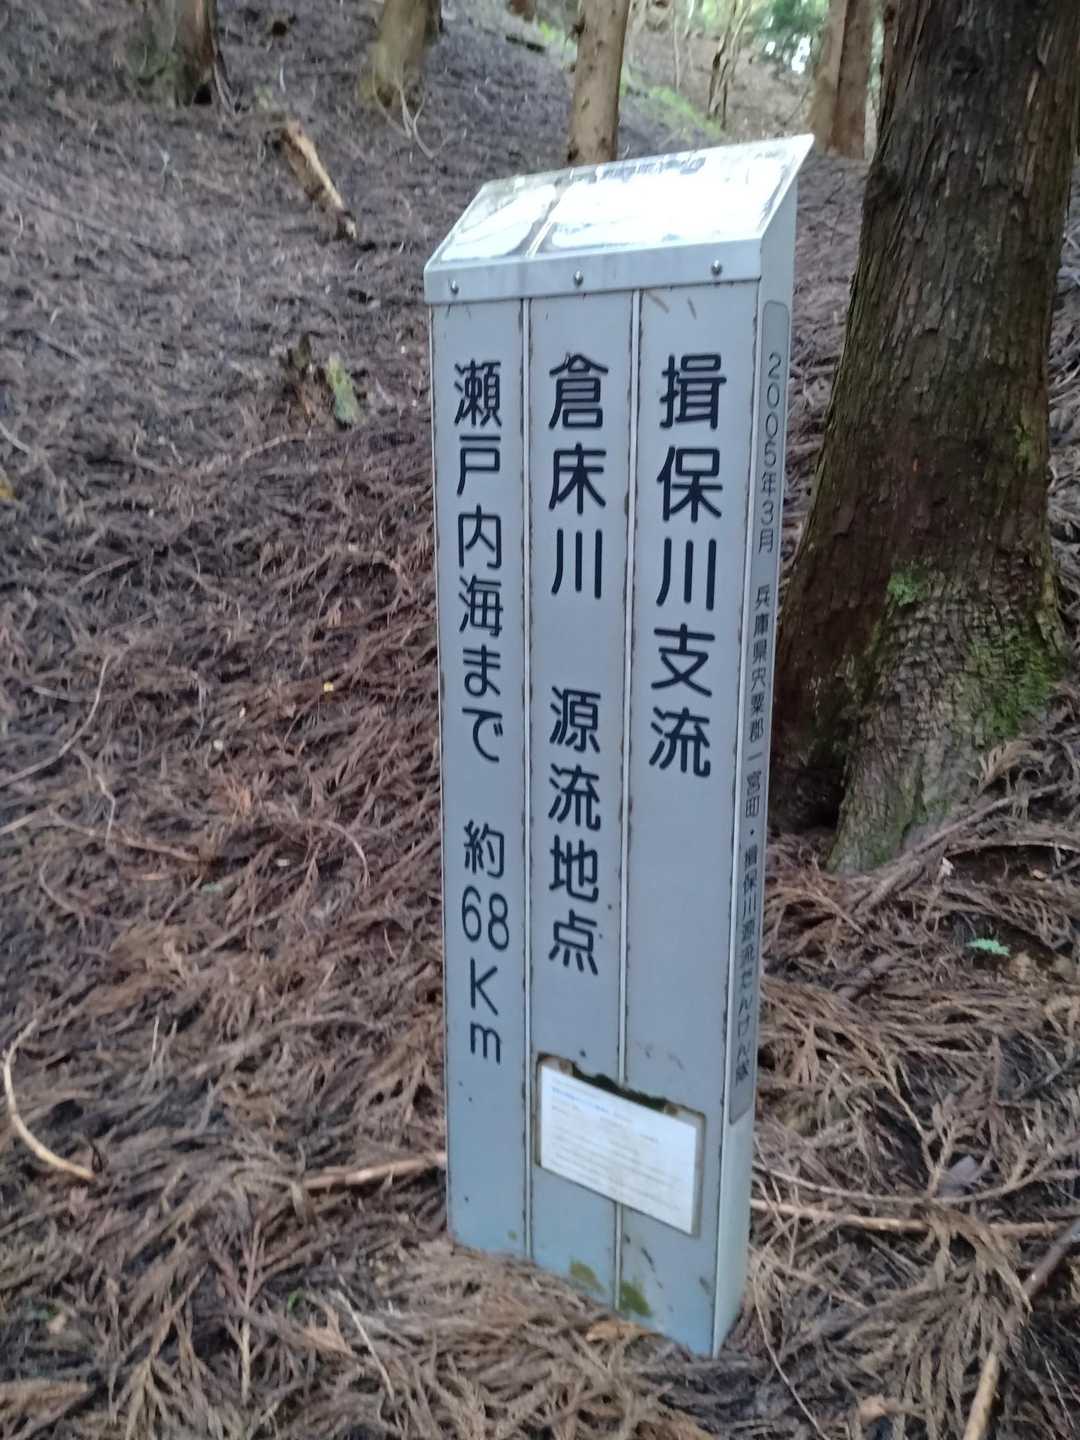 揖保川支流
倉床川 源流地点
瀬戸内海まで 約68Km
2005年3月 兵庫県宍粟郡一宮町・揖保川源流たんけん隊